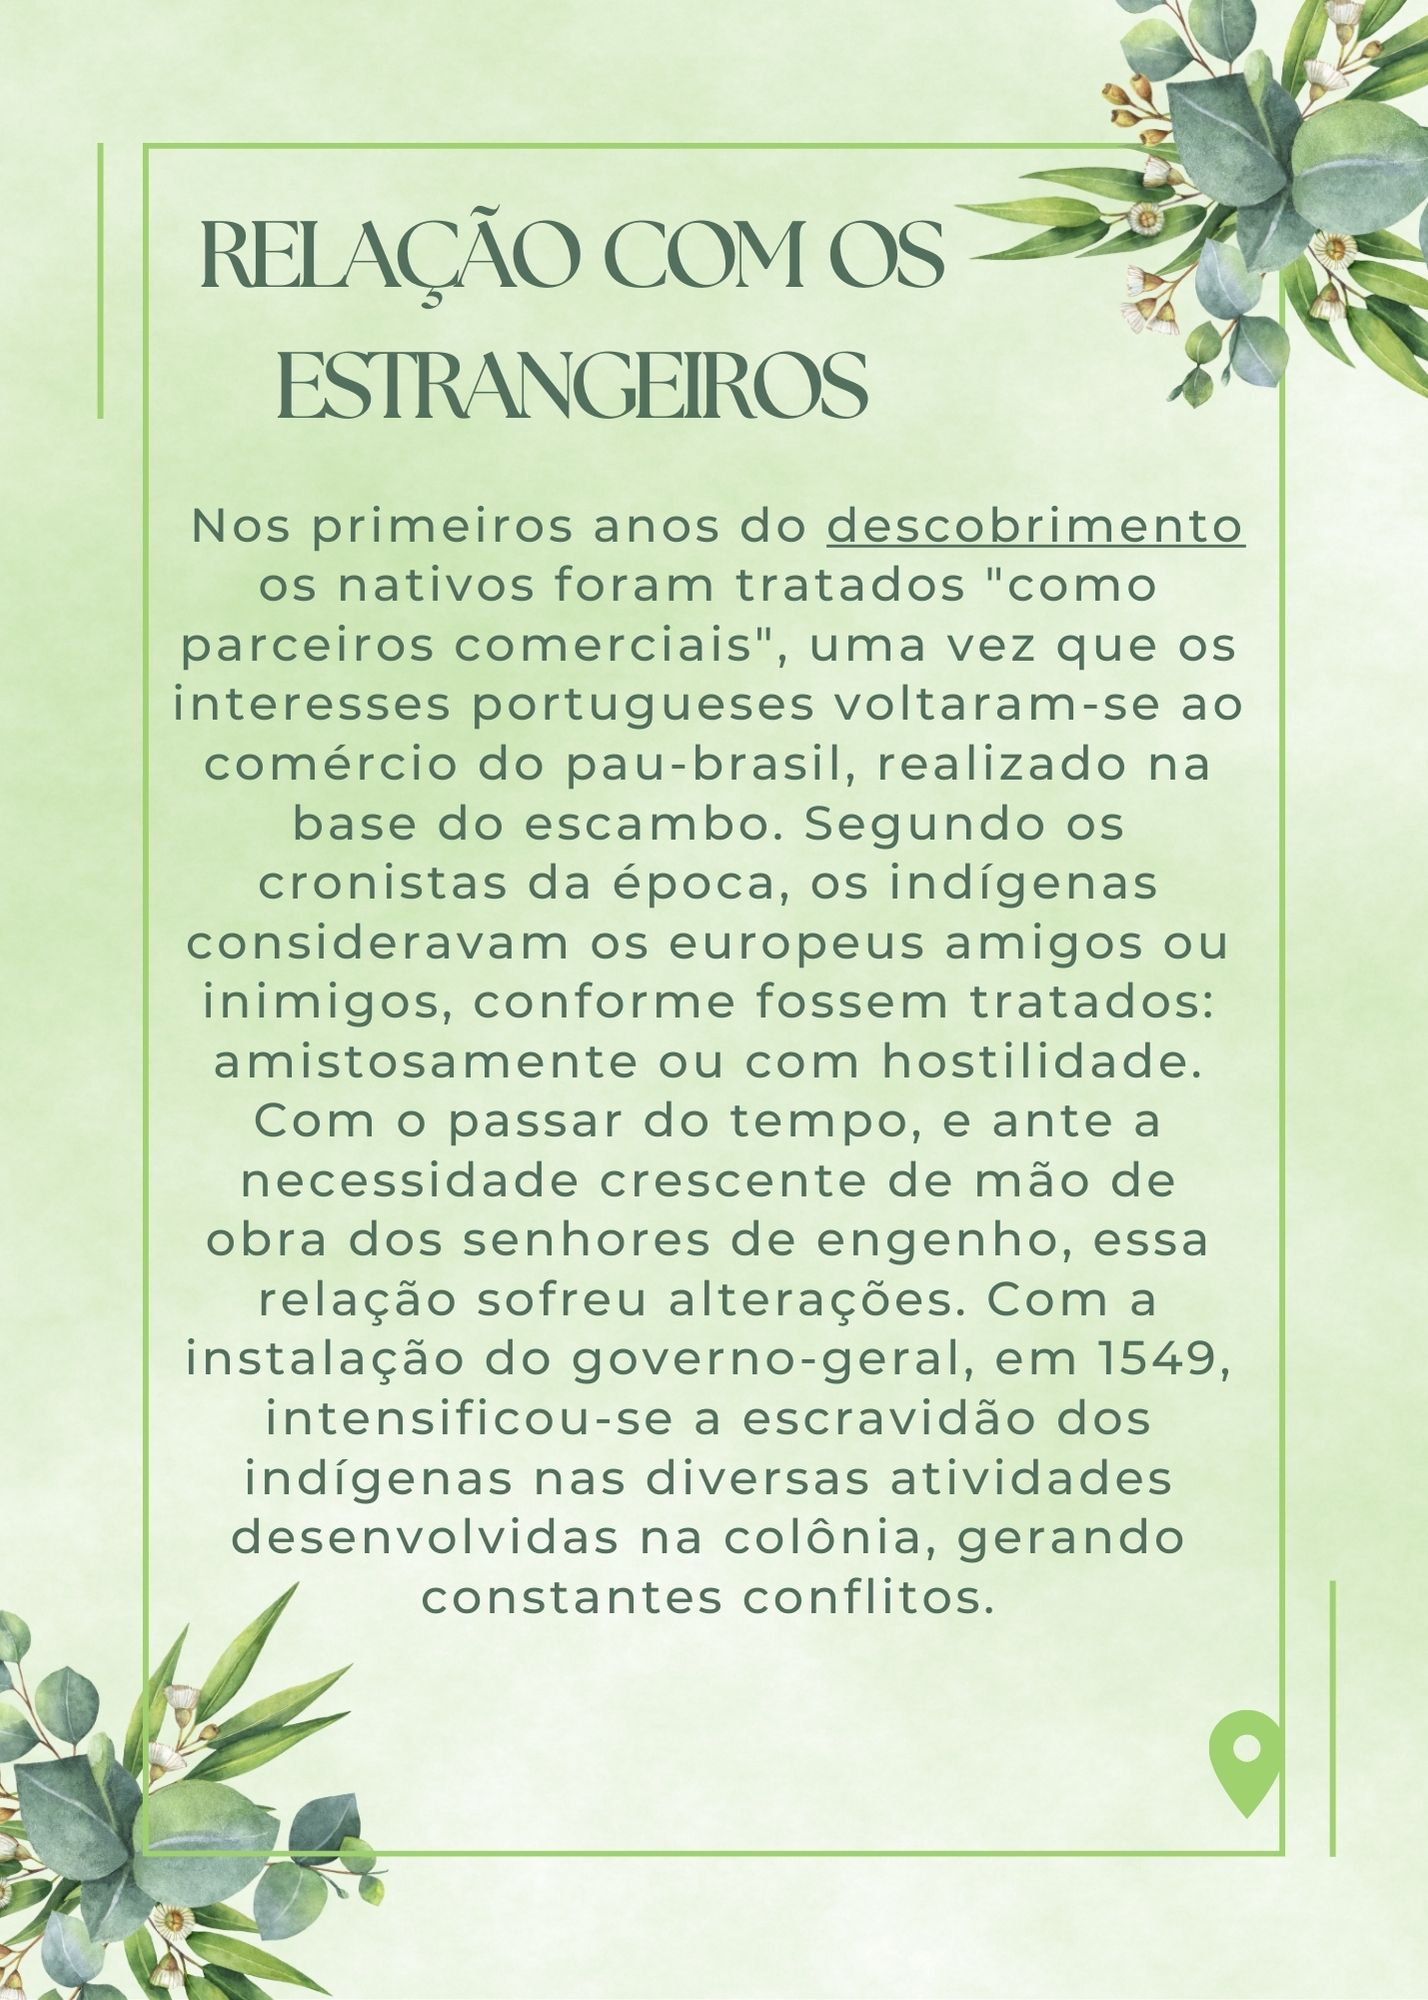 RELAÇÃO COM OS
ESTRANGEIROS
Nos primeiros anos do descobrimento
os nativos foram tratados "como
parceiros comerciais", uma vez que os
interesses portugueses voltaram-se ao
comércio do pau-brasil, realizado na
base do escambo. Segundo os
cronistas da época, os indígenas
consideravam os europeus amigos ou
inimigos, conforme fossem tratados:
amistosamente ou com hostilidade.
Com o passar do tempo, e ante a
necessidade crescente de mão de
obra dos senhores de engenho, essa
relação sofreu alterações. Com a
instalação do governo-geral, em 1549,
intensificou-se a escravidão dos
indígenas nas diversas atividades
desenvolvidas na colônia, gerando
constantes conflitos.